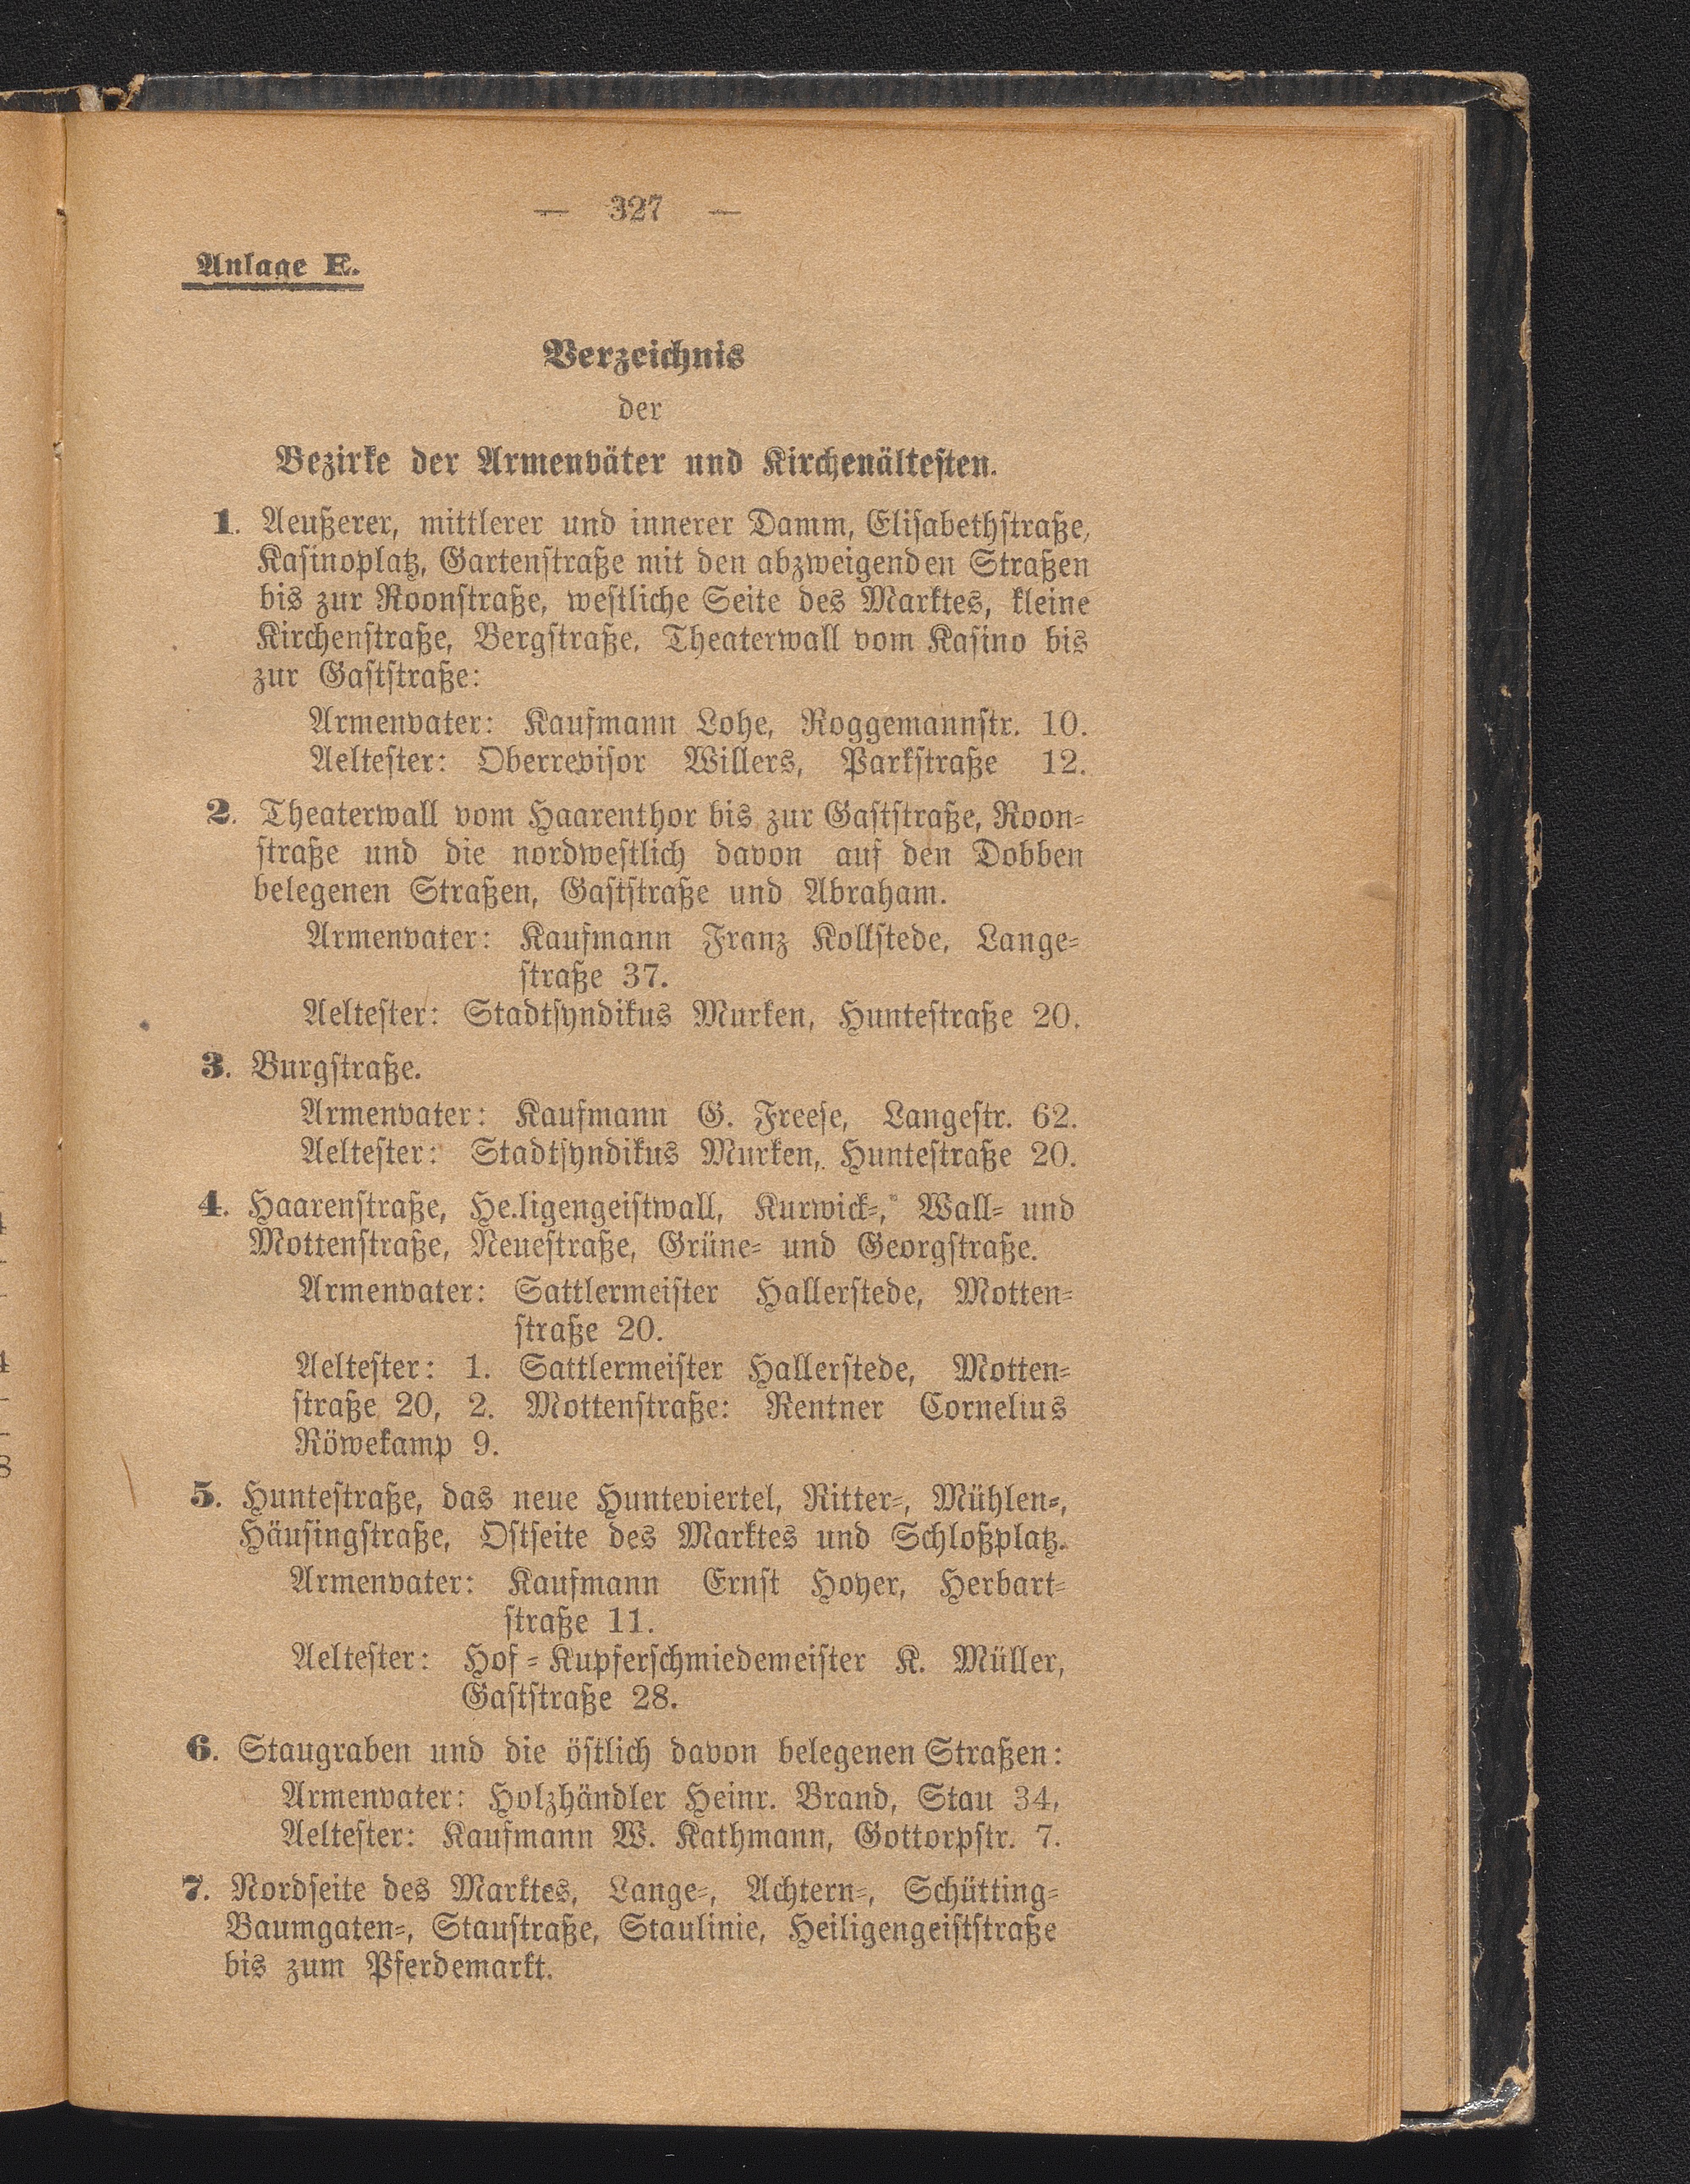 — 327 —
Anlage E.
Verzeichnis
der
Bezirke der Armenväter und Kirchenältesten.
1. Aeußerer, mittlerer und innerer Damm, Elisabethstraße,
Kasinoplatz, Gartenstraße mit den abzweigenden Straßen
bis zur Roonstraße, westliche Seite des Marktes, kleine
Kirchenstraße, Bergstraße, Theaterwall vom Kasino bis
zur Gaststraße:
Armenvater: Kaufmann Lohe, Roggemannstr. 10.
Aeltester: Oberrevisor Willers, Parkstraße 12.
2. Theaterwall vom Haarenthor bis zur Gaststraße, Roon-
straße und die nordwestlich davon auf den Dobben
belegenen Straßen, Gaststraße und Abraham.
Armenvater: Kaufmann Franz Kollstede, Lange-
straße 37.
Aeltester: Stadtsyndikus Murken, Huntestraße 20.
3. Burgstraße.
Armenvater: Kaufmann G. Freese, Langestr. 62.
Aeltester: Stadtsyndikus Murken, Huntestraße 20.
4. Haarenstraße, He.ligengeistwall, Kurwick-, Wall- und
Mottenstraße, Neuestraße, Grüne- und Georgstraße.
Armenvater: Sattlermeister Hallerstede, Motten-
straße 20.
Aeltester: 1. Sattlermeister Hallerstede, Motten-
straße 20, 2. Mottenstraße: Rentner Cornelius
Röwekamp 9.
5. Huntestraße, das neue Hunteviertel, Ritter-, Mühlen-,
Häusingstraße, Ostseite des Marktes und Schloßplatz.
Armenvater: Kaufmann Ernst Hoyer, Herbart-
straße 11.
Aeltester: Hof-Kupferschmiedemeister K. Müller,
Gaststraße 28.
6. Staugraben und die östlich davon belegenen Straßen:
Armenvater: Holzhändler Heinr. Brand, Stau 34,
Aeltester: Kaufmann W. Kathmann, Gottorpstr. 7.
7. Nordseite des Marktes, Lange-, Achtern-, Schütting-
Baumgaten-, Staustraße, Staulinie, Heiligengeiststraße
bis zum Pferdemarkt.